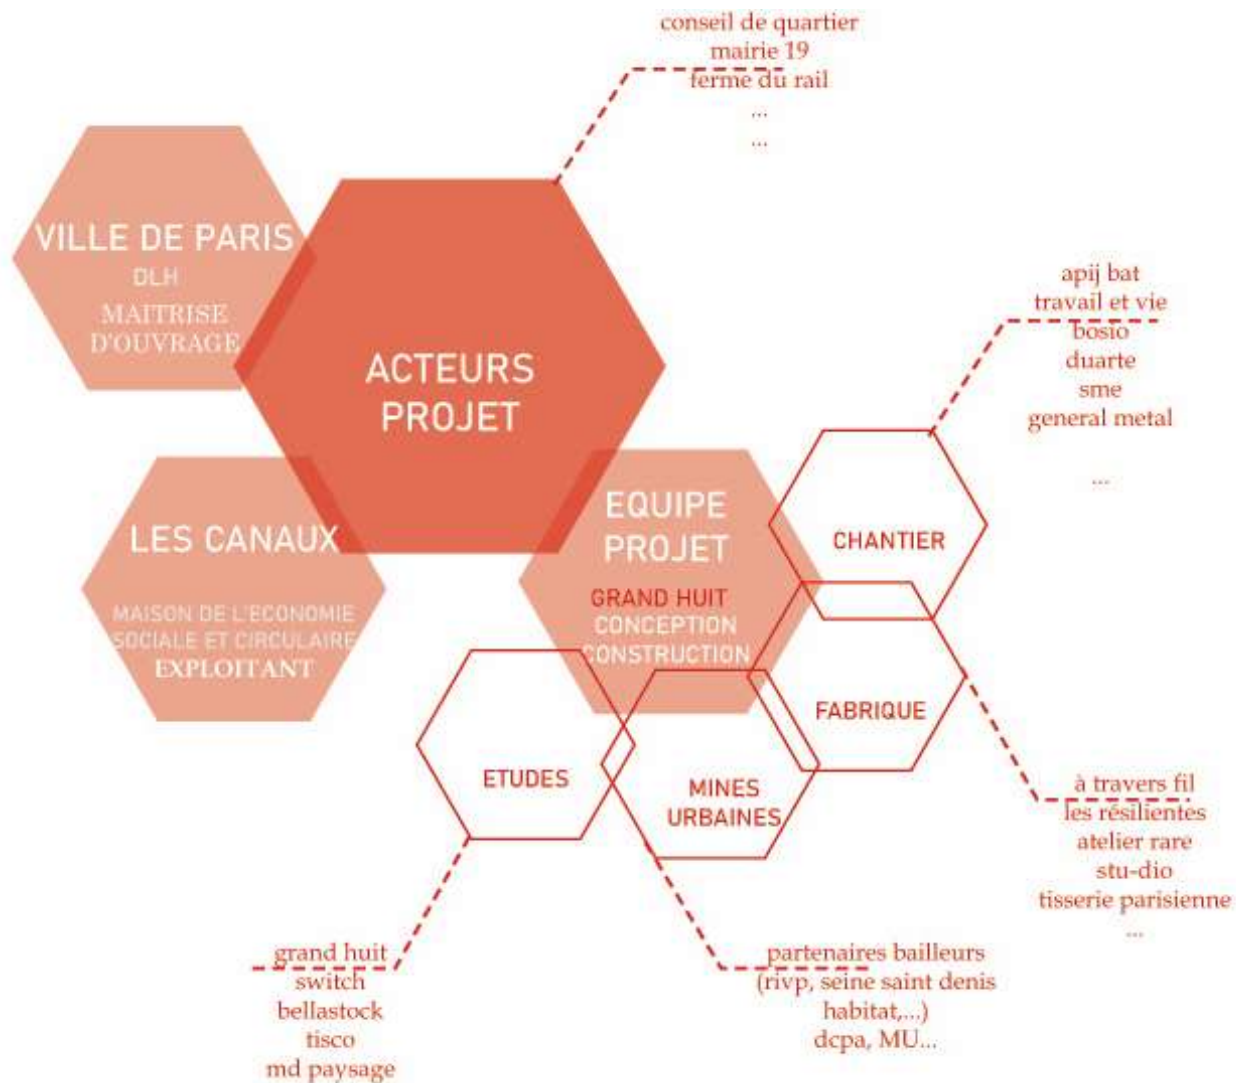 conseil de quartier
mairie 19
ferme du rail
...
...
VILLE DE PARIS
DLH
MAITRISE
D'OUVRAGE
ACTEURS
PROJET
apij bat
travail et vie
bosio
duarte
sme
general metal
...
LES CANAUX
MAISON DE L'ECONOMIE
SOCIALE ET CIRCULAIRE
EXPLOITANT
EQUIPE
PROJET
GRAND HUIT
CONCEPTION
CONSTRUCTION
CHANTIER
FABRIQUE
ETUDES
MINES
URBAINES
à travers fil
les résilientes
atelier rare
stu-dio
tisserie parisienne
...
grand huit
switch
bellastock
tisco
md paysage
partenaires bailleurs
(rivp, seine saint denis
habitat,...)
dcpa, MU...